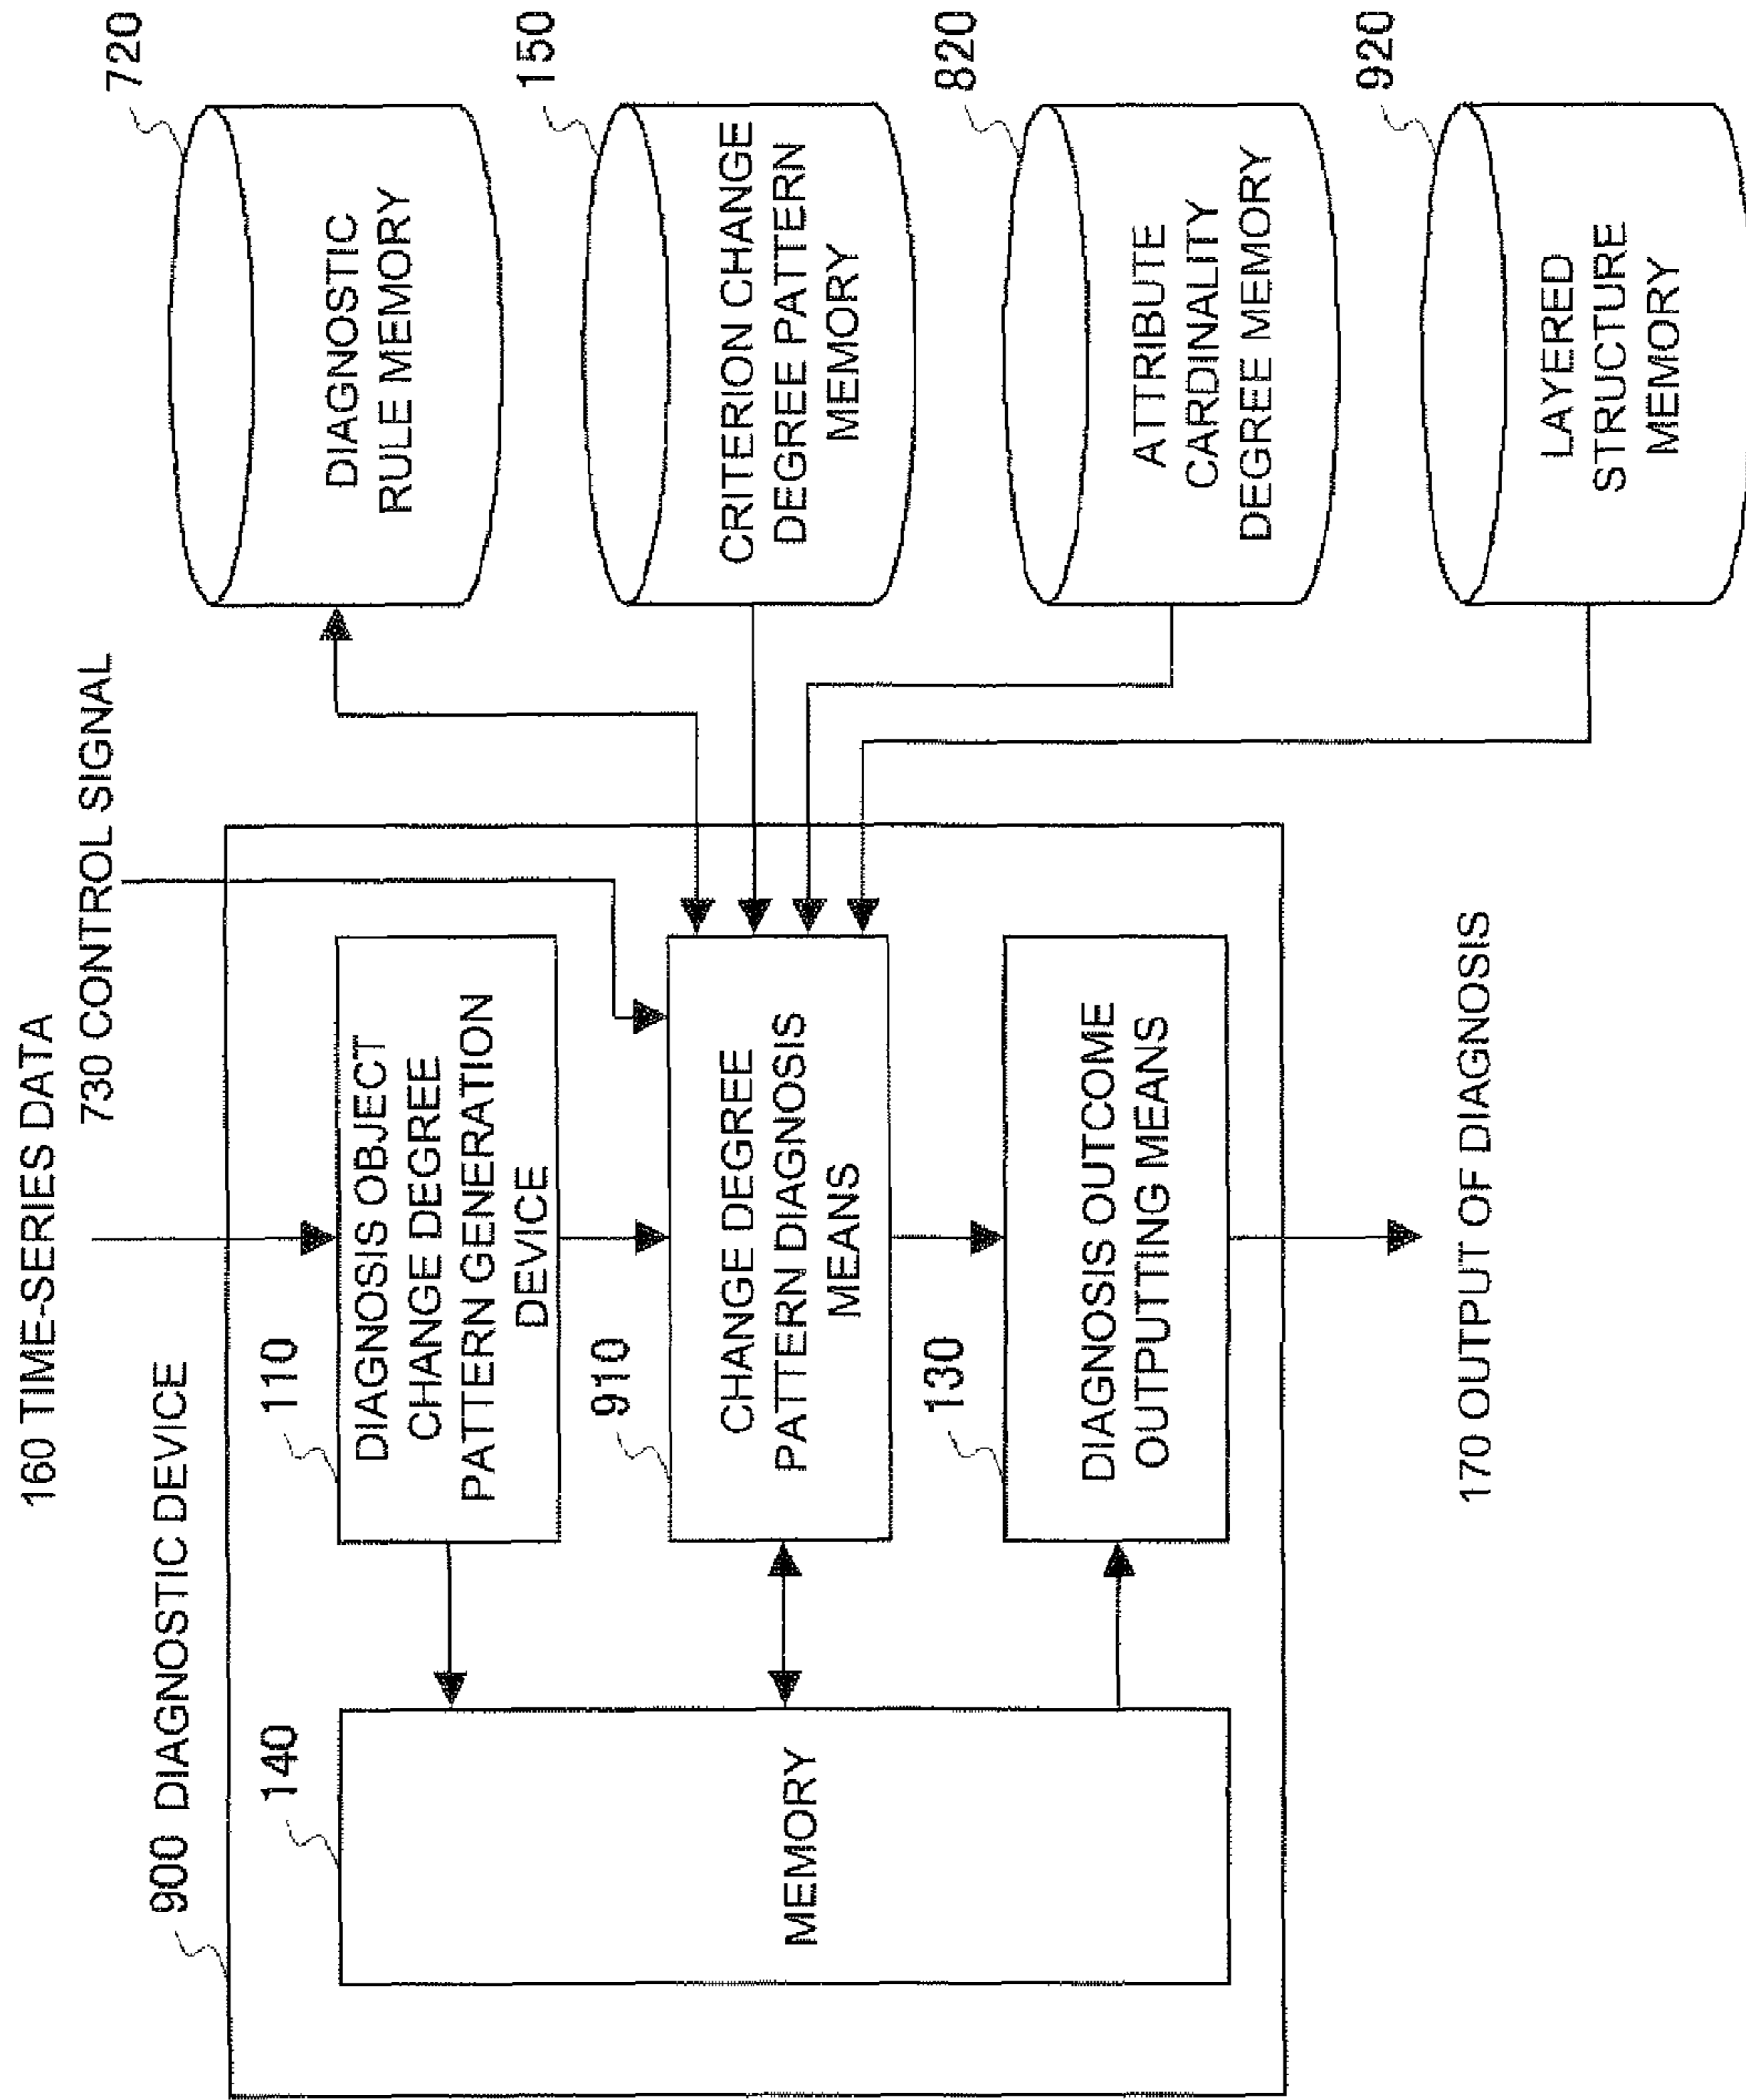 160 TIME-SERIES DATA
730 CONTROL SIGNAL
900 DIAGNOSTIC DEVICE
140
MEMORY
110
DIAGNOSIS OBJECT
CHANGE DEGREE
PATTERN GENERATION
DEVICE
910
CHANGE DEGREE
PATTERN DIAGNOSIS
MEANS
130
DIAGNOSIS OUTCOME
OUTPUTING MEANS
170 OUTPUT OF DIAGNOSIS
720
DIAGNOSTIC
RULE MEMORY
150
CRITERION CHANGE
DEGREE PATTERN
MEMORY
820
ATTRIBUTE
CARDINALITY
DEGREE MEMORY
920
LAYERED
STRUCTURE
MEMORY